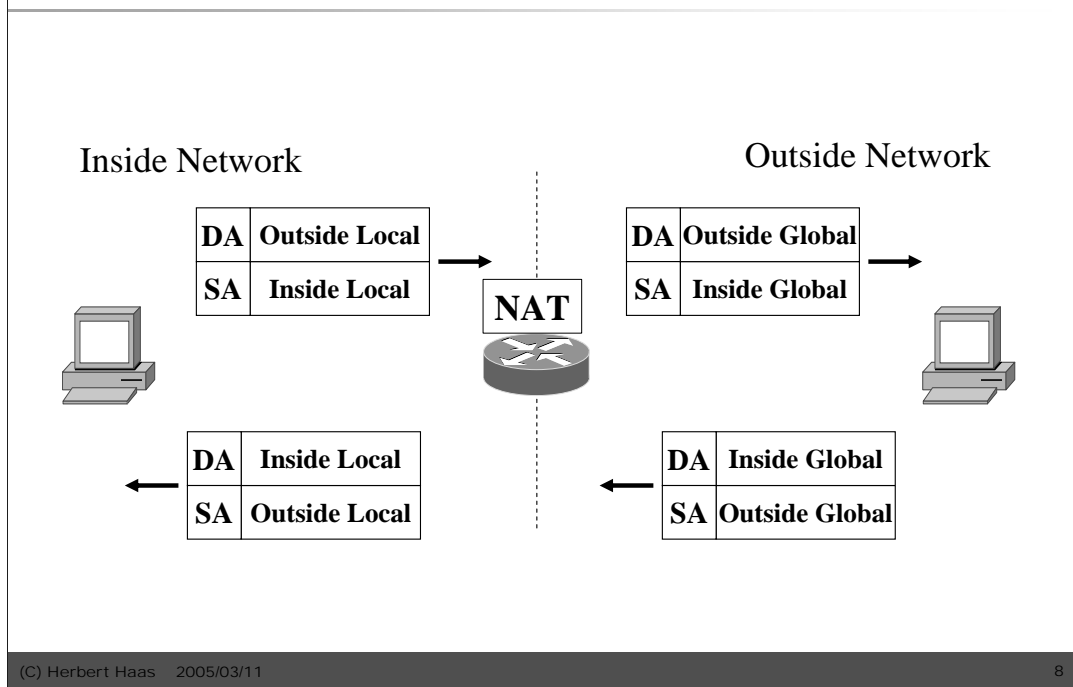 Inside Network
Outside Network
DA Outside Local
SA Inside Local
DA Outside Global
SA Inside Global
NAT
DA Inside Local
SA Outside Local
DA Inside Global
SA Outside Global
(C) Herbert Haas 2005/03/11
8